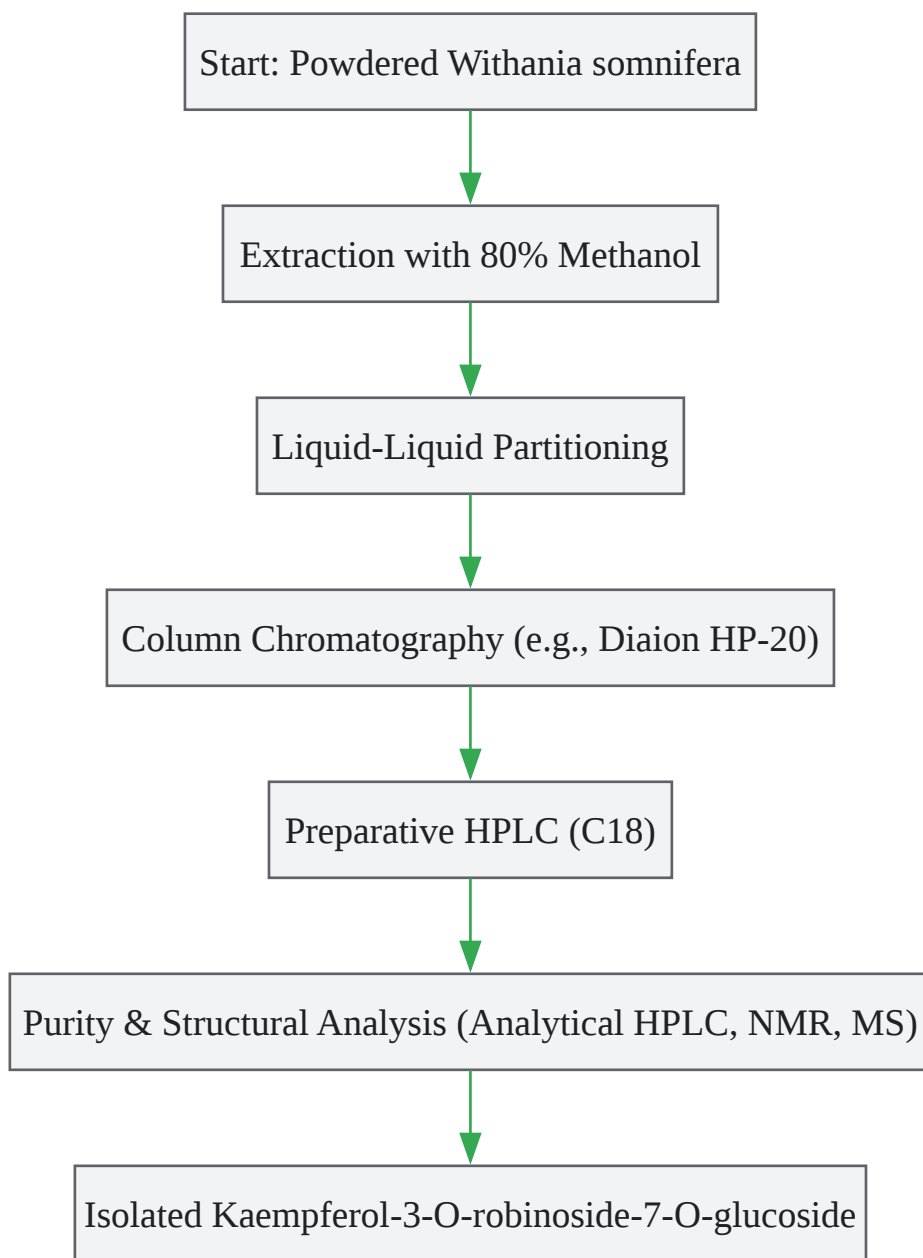 Start: Powdered Withania somnifera
Extraction with 80% Methanol
Liquid-Liquid Partitioning
Column Chromatography (e.g., Diaion HP-20)
Preparative HPLC (C18)
Purity & Structural Analysis (Analytical HPLC, NMR, MS)
Isolated Kaempferol-3-O-robinoside-7-O-glucoside